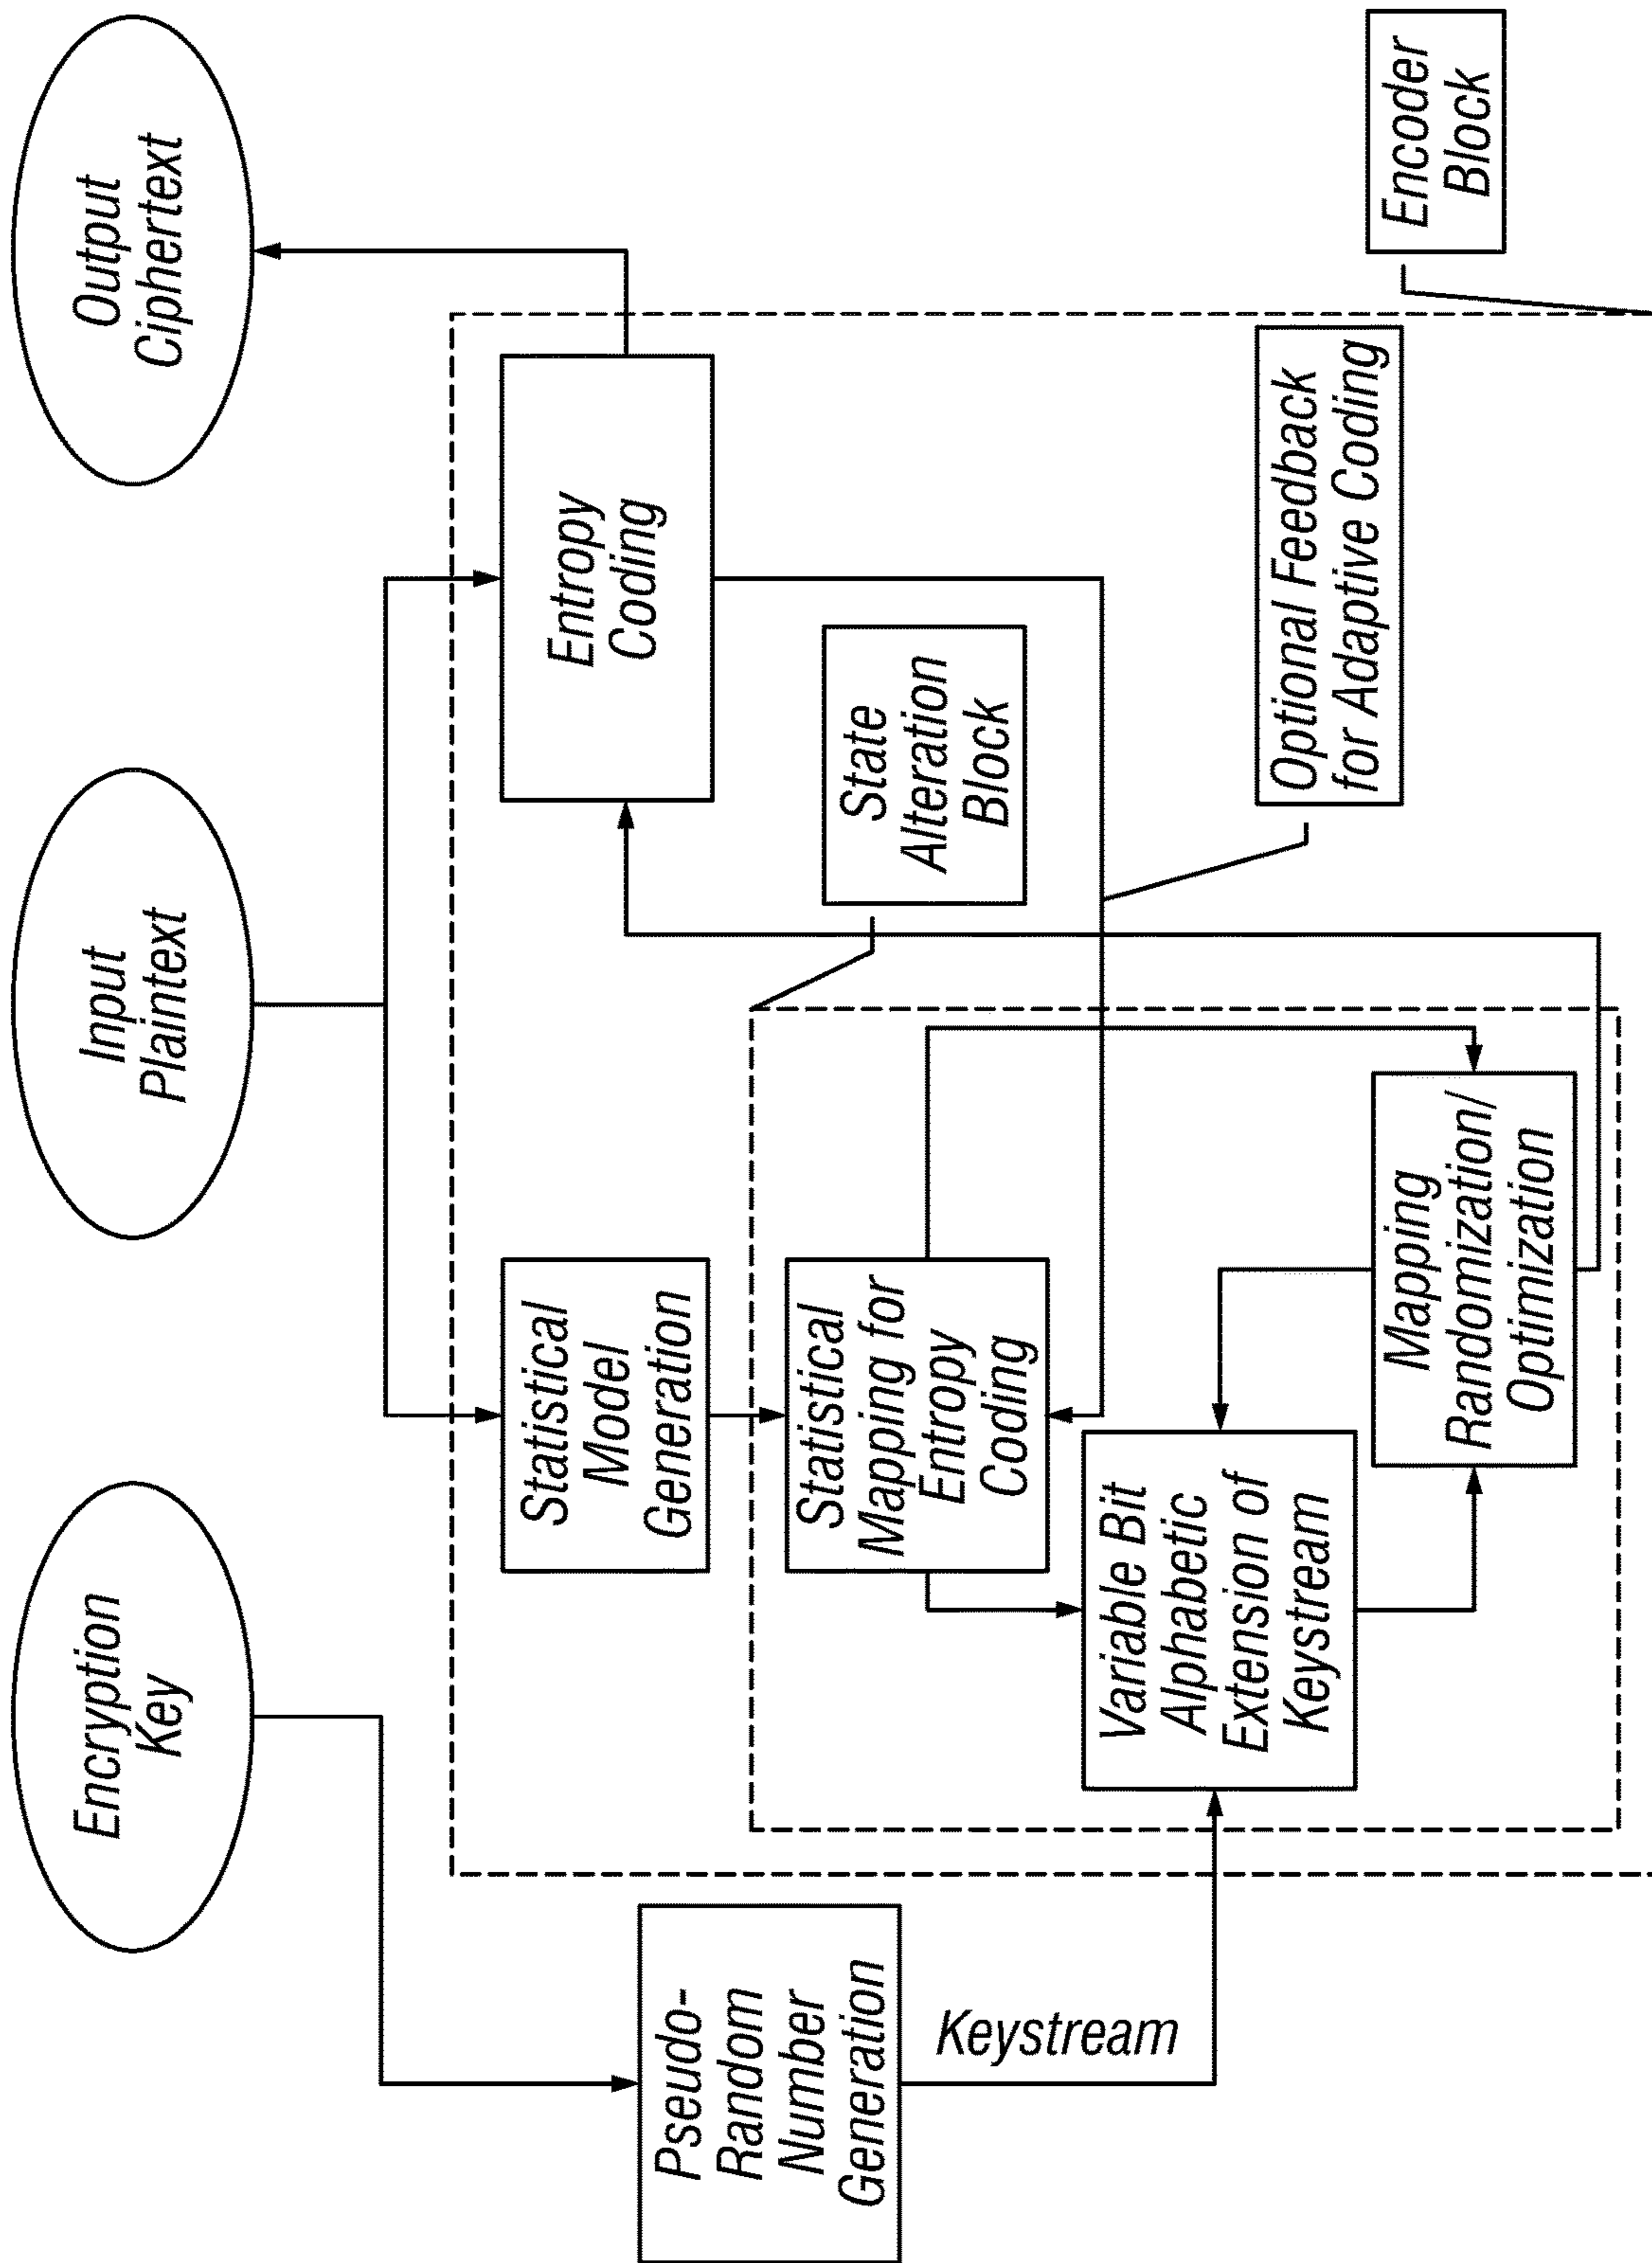 Encryption
Key
Input
Plaintext
Output
Ciphertext
Pseudo-
Random
Number
Generation
Keystream
Statistical
Model
Generation
Entropy
Coding
Statistical
Mapping for
Entropy
Coding
State
Alteration
Block
Variable Bit
Alphabetic
Extension of
Keystream
Mapping
Randomization/
Optimization
Optional Feedback
for Adaptive Coding
Encoder
Block